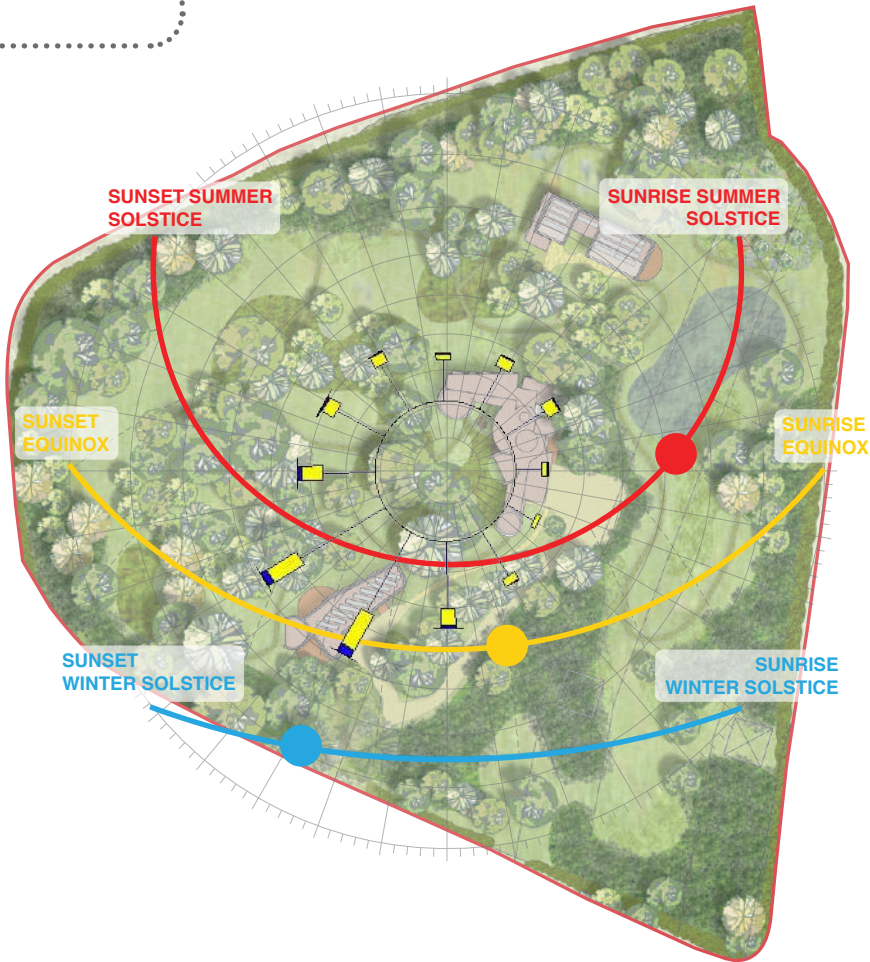 SUNSET SUMMER
SOLSTICE
SUNRISE SUMMER
SOLSTICE
SUNSET
EQUINOX
SUNRISE
EQUINOX
SUNSET
WINTER SOLSTICE
SUNRISE
WINTER SOLSTICE